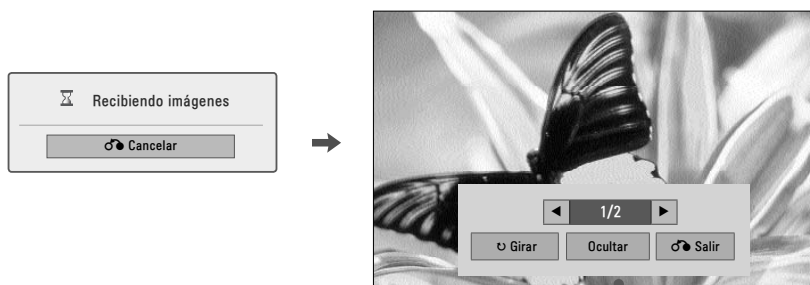 Recibiendo imágenes
Cancelar
1/2
Girar
Ocultar
Salir